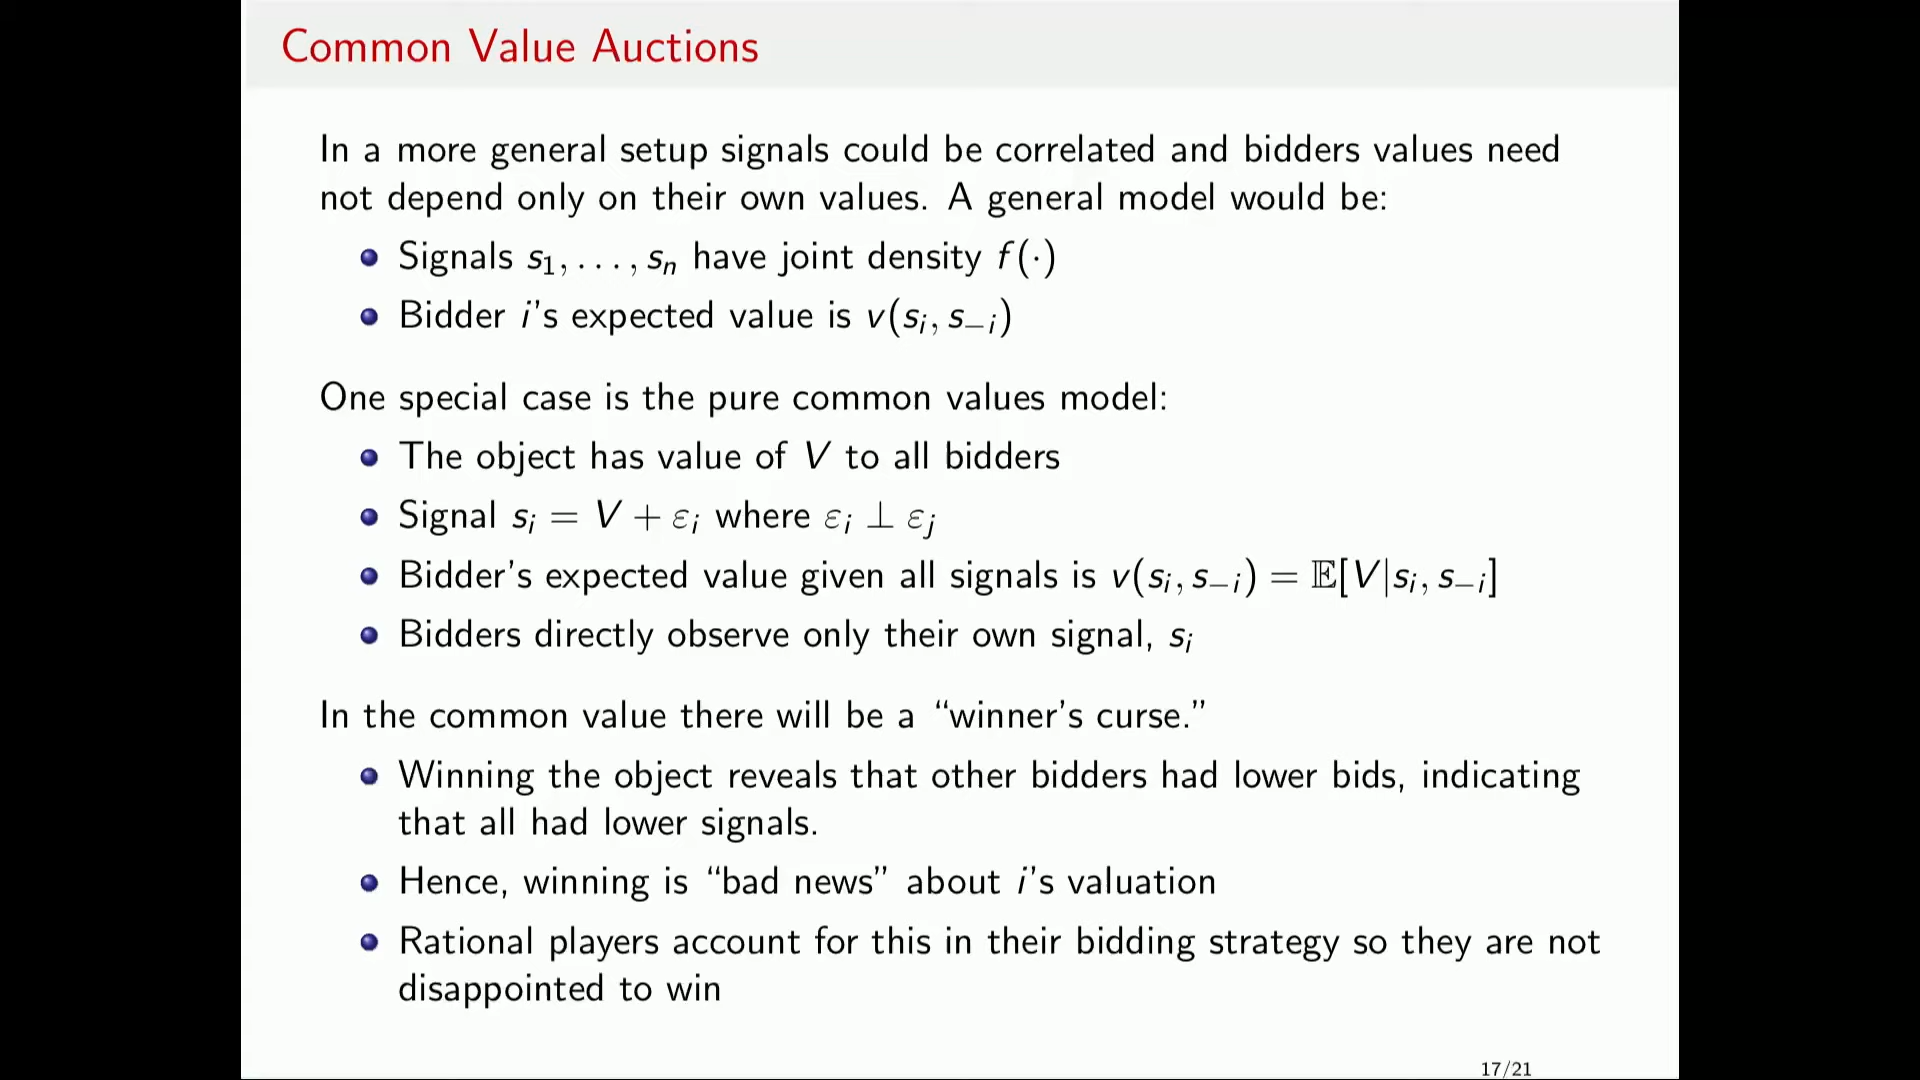 Common Value Auctions
In a more general setup signals could be correlated and bidders values need
not depend only on their own values. A general model would be:
Signals s₁, . . . , sₙ have joint density f(·)
Bidder i's expected value is v(sᵢ, s₋ᵢ)
One special case is the pure common values model:
The object has value of V to all bidders
Signal sᵢ = V + εᵢ where εᵢ ⊥ εⱼ
Bidder's expected value given all signals is v(sᵢ, s₋ᵢ) = 𝔼[V|sᵢ, s₋ᵢ]
Bidders directly observe only their own signal, sᵢ
In the common value there will be a “winner's curse.”
Winning the object reveals that other bidders had lower bids, indicating
that all had lower signals.
Hence, winning is “bad news” about i's valuation
Rational players account for this in their bidding strategy so they are not
disappointed to win
17/21